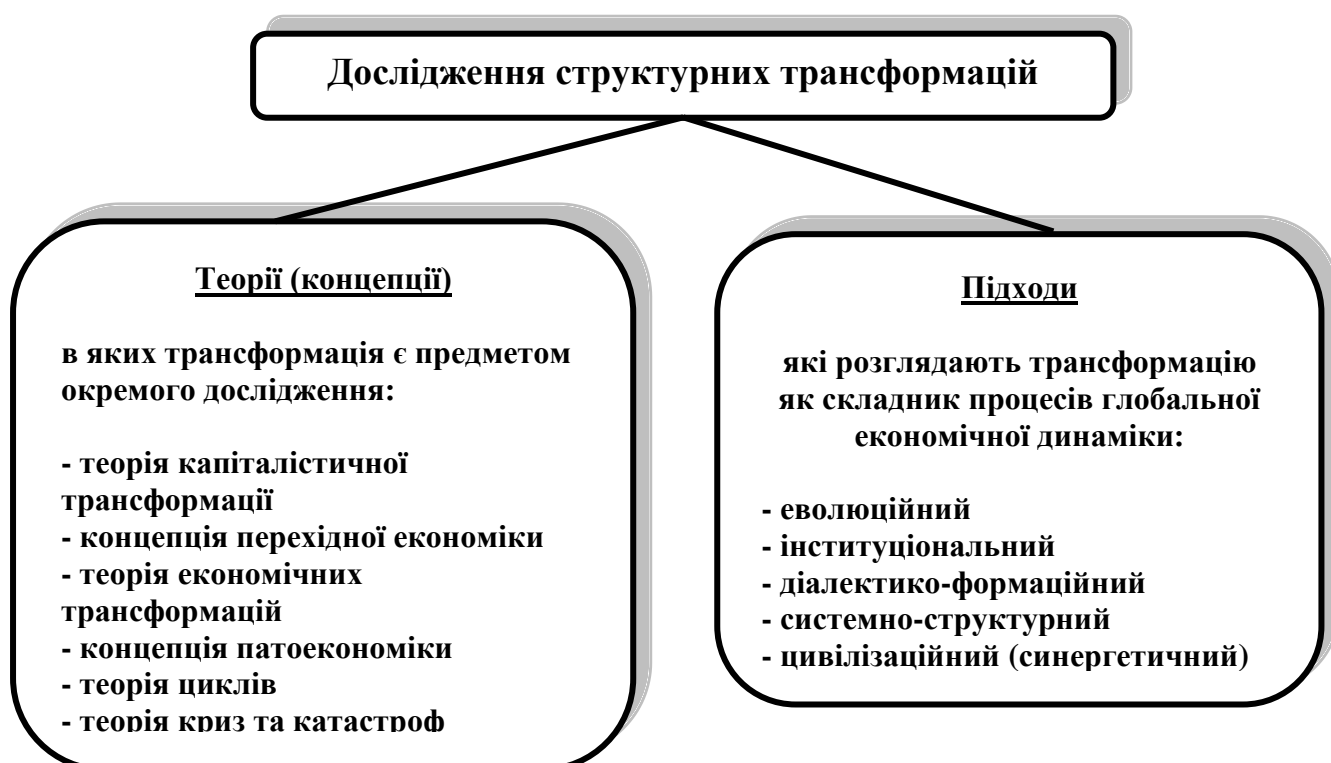 Дослідження структурних трансформацій
Теорії (концепції)
в яких трансформація є предметом
окремого дослідження:
- теорія капіталістичної
трансформації
- концепція перехідної економіки
- теорія економічних
трансформацій
- концепція патоекономіки
- теорія циклів
- теорія криз та катастроф
Підходи
які розглядають трансформацію
як складник процесів глобальної
економічної динаміки:
- еволюційний
- інституціональний
- діалектико-формаційний
- системно-структурний
- цивілізаційний (синергетичний)